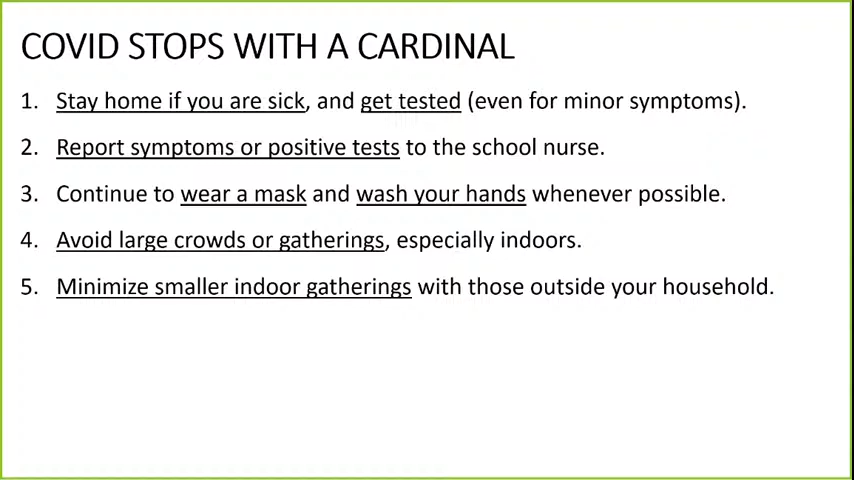 COVID STOPS WITH A CARDINAL
1. Stay home if you are sick, and get tested (even for minor symptoms).
2. Report symptoms or positive tests to the school nurse.
3. Continue to wear a mask and wash your hands whenever possible.
4. Avoid large crowds or gatherings, especially indoors.
5. Minimize smaller indoor gatherings with those outside your household.